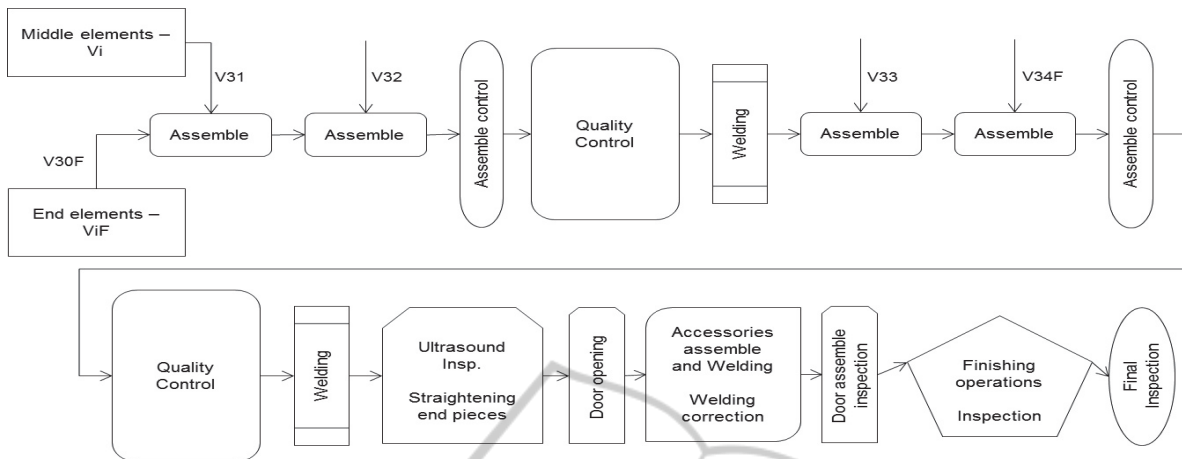 Middle elements –
Vi
V31
V32
V33
V34F
Assemble
Assemble
Assemble control
Quality
Control
Welding
Assemble
Assemble
Assemble control
V30F
End elements –
ViF
Quality
Control
Welding
Ultrasound
Insp.
Straightening
end pieces
Door opening
Accessories
assemble
and Welding
Welding
correction
Door assemble
inspection
Finishing
operations
Inspection
Final
Inspection